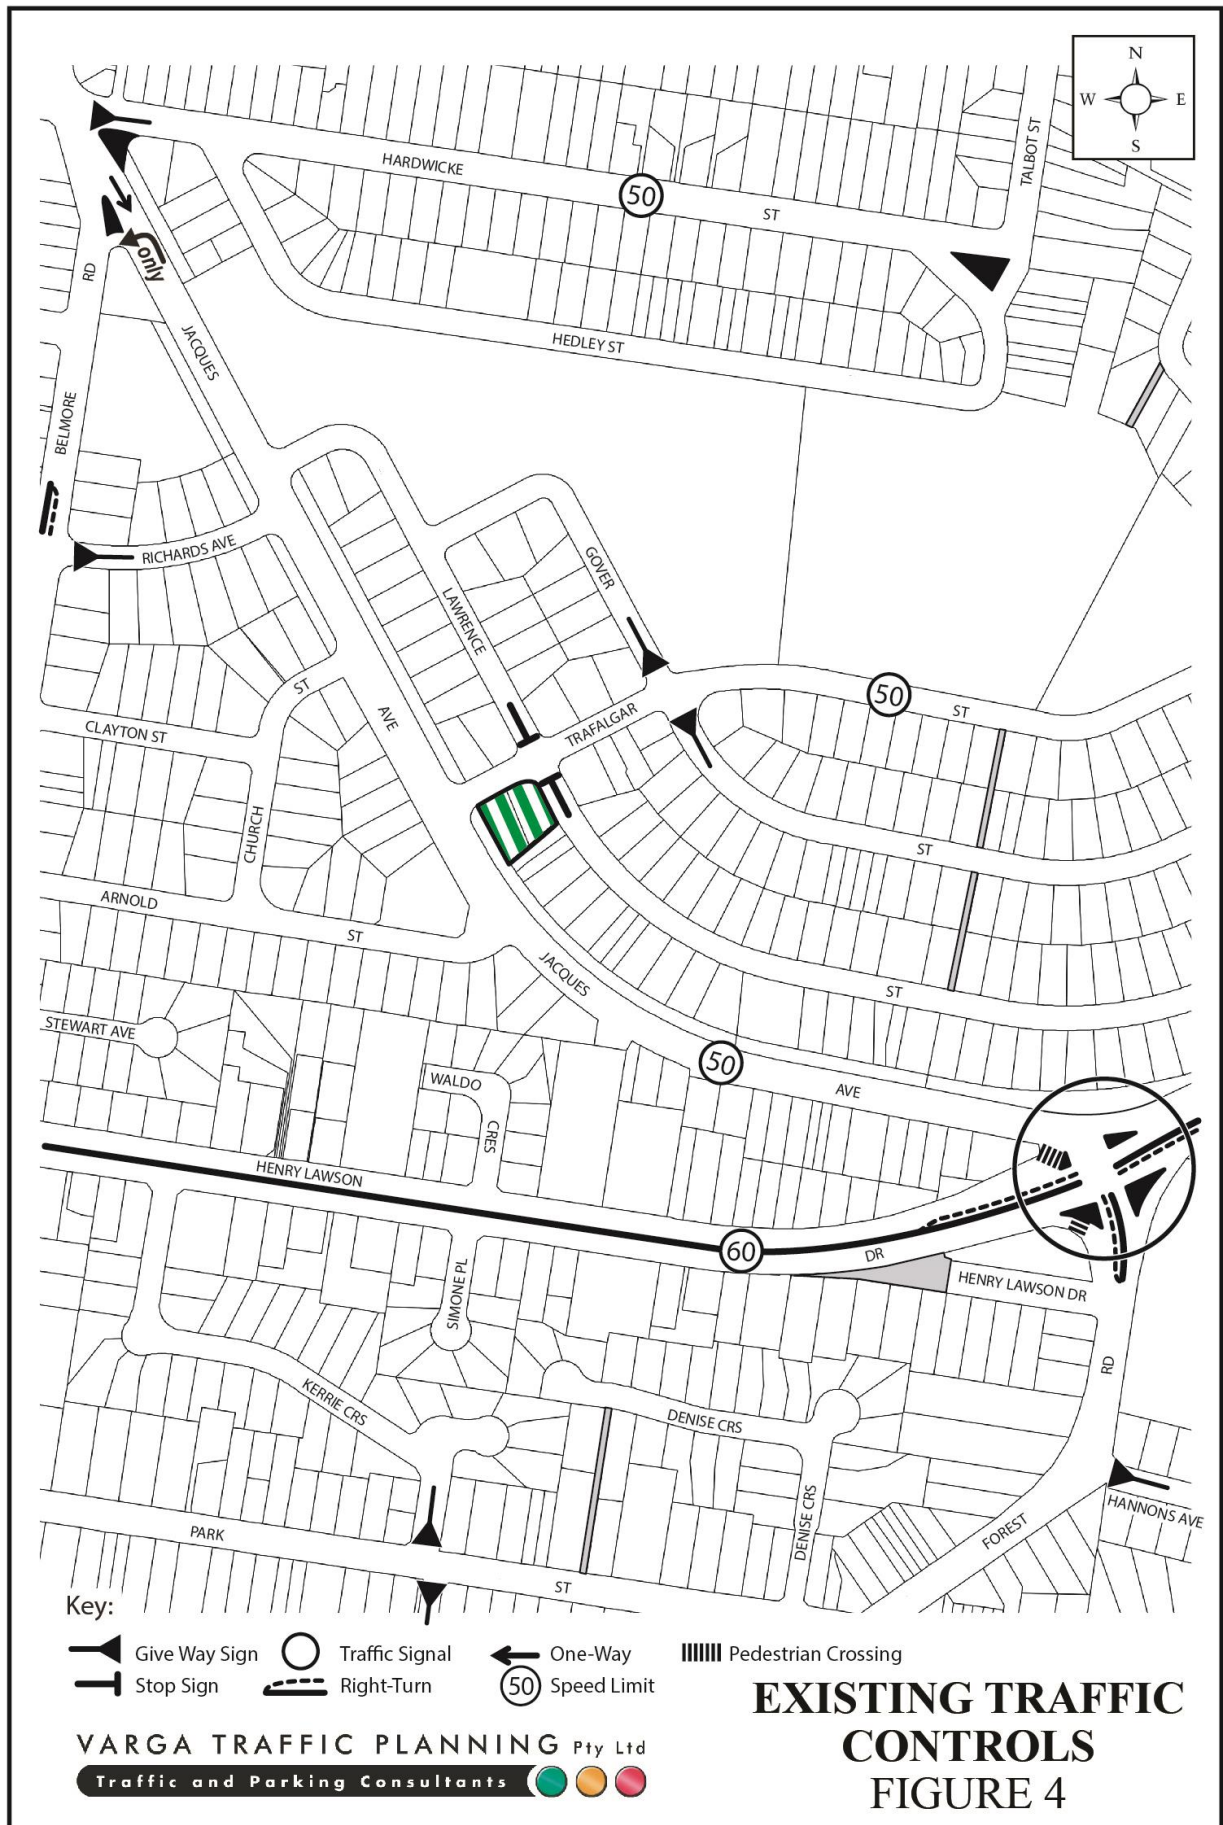 N
W E
S
TALBOT ST
HARDWICKE
50
ST
only
RD
JACQUES
HEDLEY ST
BELMORE
RICHARDS AVE
GOVER
LAWRENCE
ST
AVE
50
ST
TRAFALGAR
CLAYTON ST
CHURCH
ST
ARNOLD
ST
JACQUES
ST
STEWART AVE
50
WALDO
AVE
CRES
HENRY LAWSON
60
DR
HENRY LAWSON DR
SIMONE PL
RD
KERRIE CRS
DENISE CRS
DENISE CRS
HANNONS AVE
FOREST
PARK
ST
Key:
Give Way Sign Traffic Signal One-Way Pedestrian Crossing
Stop Sign Right-Turn 50 Speed Limit
EXISTING TRAFFIC
CONTROLS
FIGURE 4
VARGA TRAFFIC PLANNING Pty Ltd
Traffic and Parking Consultants